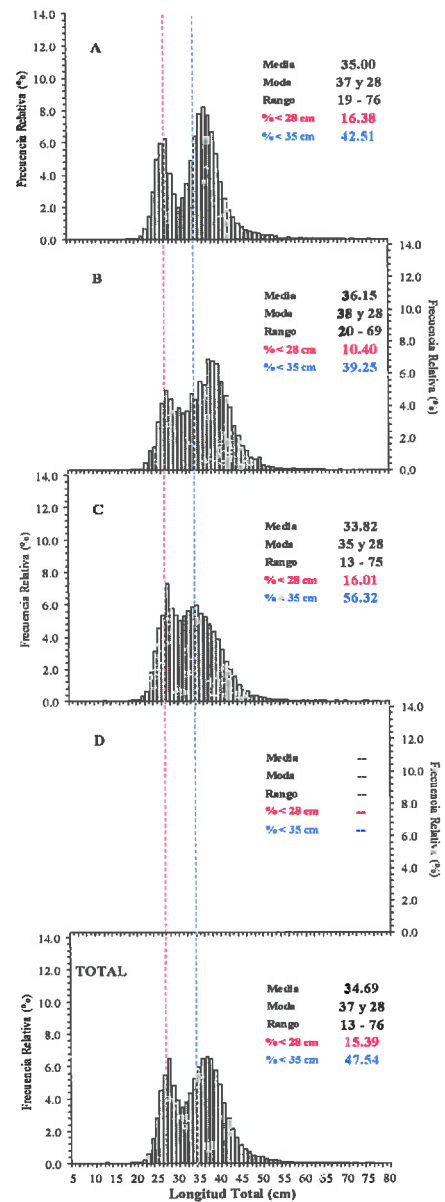 14.0
12.0
10.0
8.0
6.0
4.0
2.0
0.0
Frecuencia Relativa (%)
A
Media 35.00
Moda 37 y 28
Rango 19 - 76
% < 28 cm 16.38
% < 35 cm 42.51
14.0
12.0
10.0
8.0
6.0
4.0
2.0
0.0
Frecuencia Relativa (%)
B
Media 36.15
Moda 38 y 28
Rango 20 - 69
% < 28 cm 10.40
% < 35 cm 39.25
14.0
12.0
10.0
8.0
6.0
4.0
2.0
0.0
Frecuencia Relativa (%)
C
Media 33.82
Moda 35 y 28
Rango 13 - 75
% < 28 cm 16.01
% < 35 cm 56.32
14.0
12.0
10.0
8.0
6.0
4.0
2.0
0.0
Frecuencia Relativa (%)
D
Media --
Moda --
Rango --
% < 28 cm --
% < 35 cm --
14.0
12.0
10.0
8.0
6.0
4.0
2.0
0.0
Frecuencia Relativa (%)
TOTAL
Media 34.69
Moda 37 y 28
Rango 13 - 76
% < 28 cm 15.39
% < 35 cm 47.54
5 10 15 20 25 30 35 40 45 50 55 60 65 70 75 80
Longitud Total (cm)